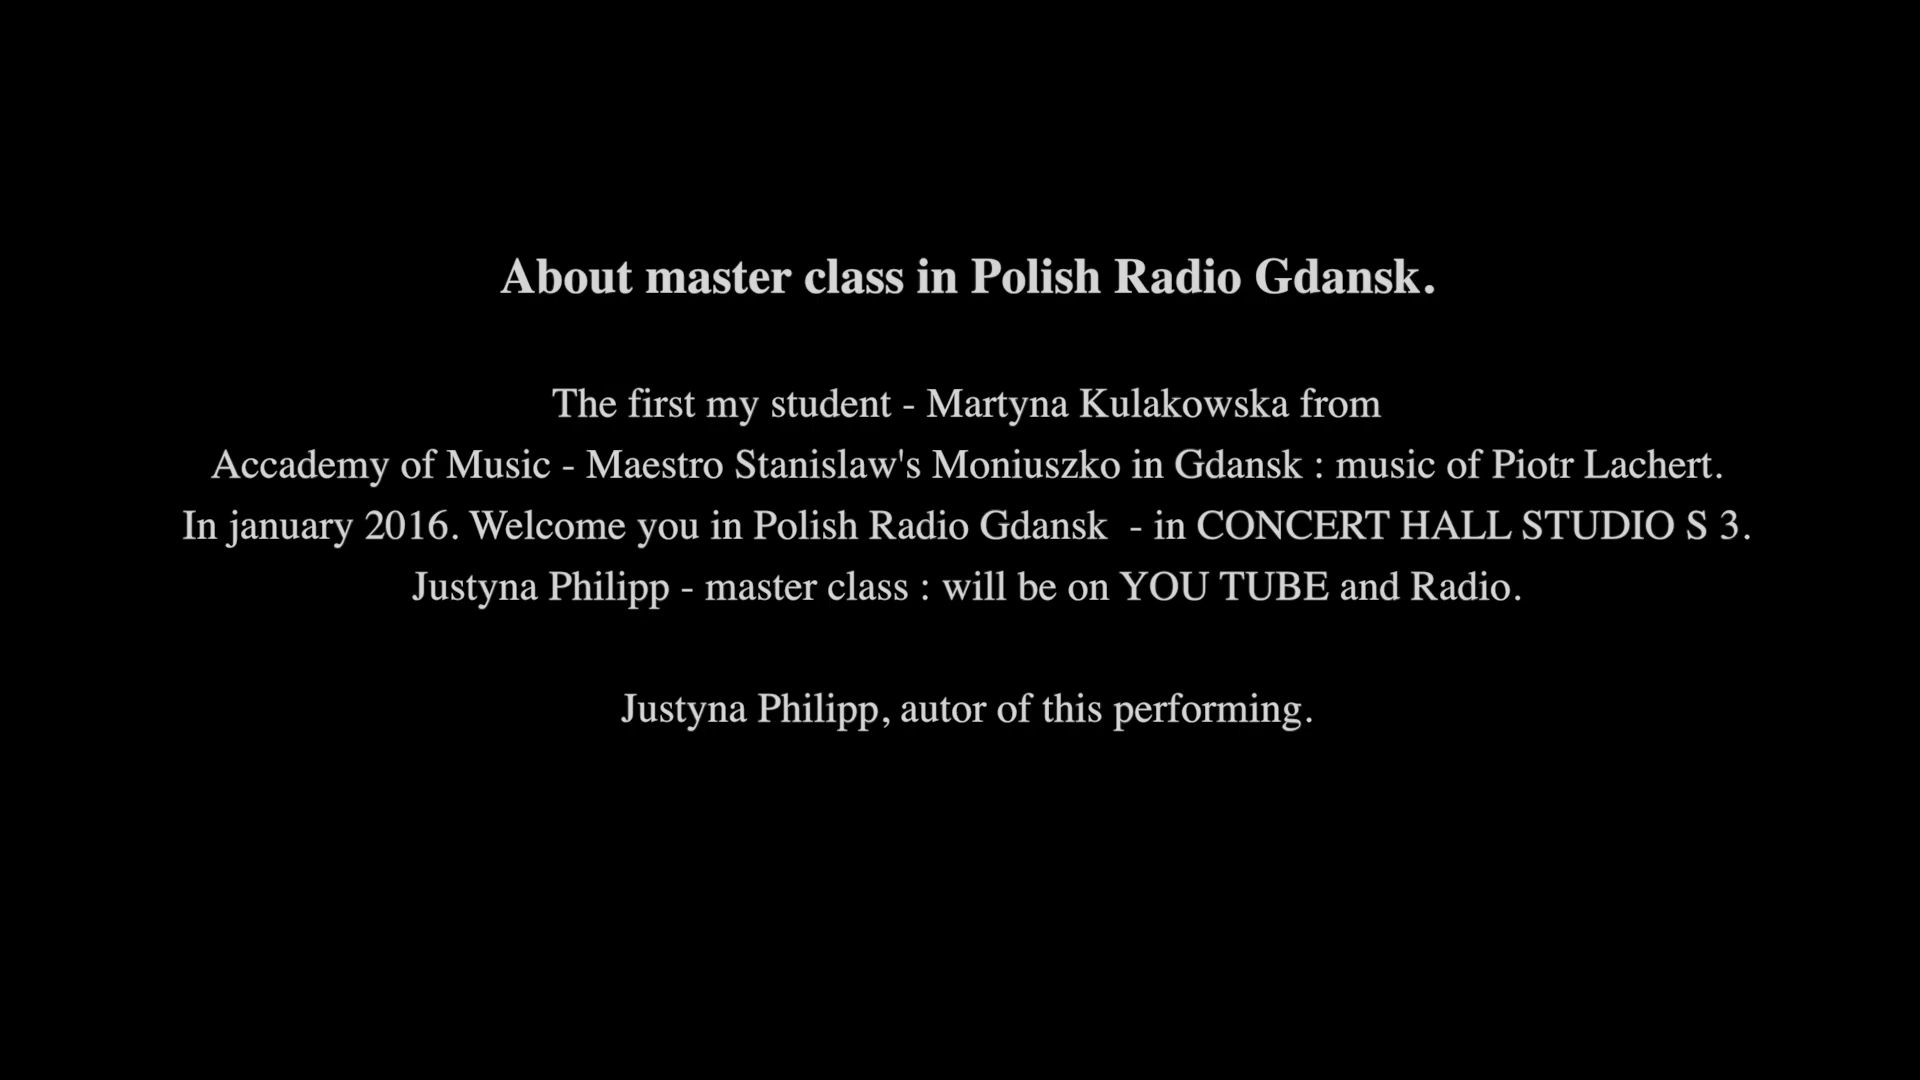 About master class in Polish Radio Gdansk.
The first my student - Martyna Kulakowska from
Accademy of Music - Maestro Stanislaw's Moniuszko in Gdansk : music of Piotr Lachert.
In january 2016. Welcome you in Polish Radio Gdansk  - in CONCERT HALL STUDIO S 3.
Justyna Philipp - master class : will be on YOU TUBE and Radio.
Justyna Philipp, autor of this performing.